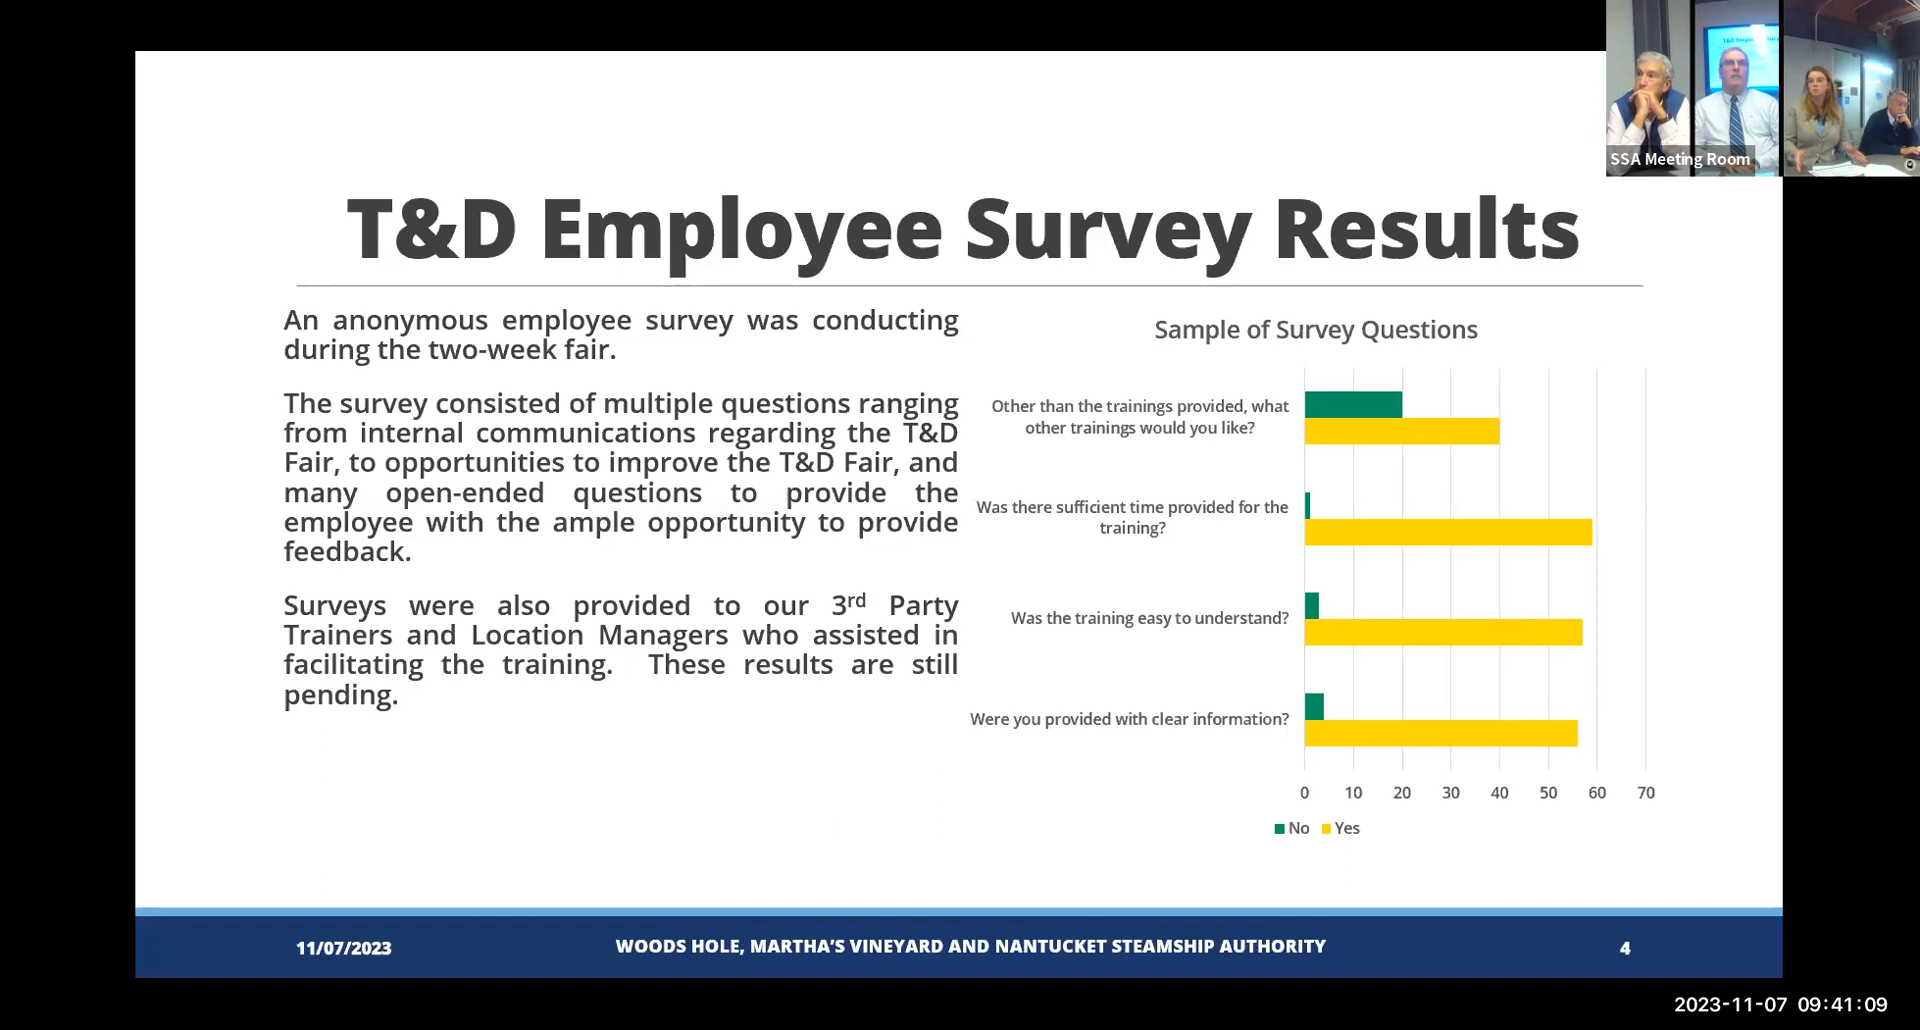 T&D Employee Survey Results
An anonymous employee survey was conducting
during the two-week fair.
The survey consisted of multiple questions ranging
from internal communications regarding the T&D
Fair, to opportunities to improve the T&D Fair, and
many open-ended questions to provide the
employee with the ample opportunity to provide
feedback.
Surveys were also provided to our 3rd Party
Trainers and Location Managers who assisted in
facilitating the training. These results are still
pending.
Sample of Survey Questions
Other than the trainings provided, what
other trainings would you like?
Was there sufficient time provided for the
training?
Was the training easy to understand?
Were you provided with clear information?
0 10 20 30 40 50 60 70
No Yes
SSA Meeting Room
11/07/2023
WOODS HOLE, MARTHA'S VINEYARD AND NANTUCKET STEAMSHIP AUTHORITY
4
2023-11-07 09:41:09